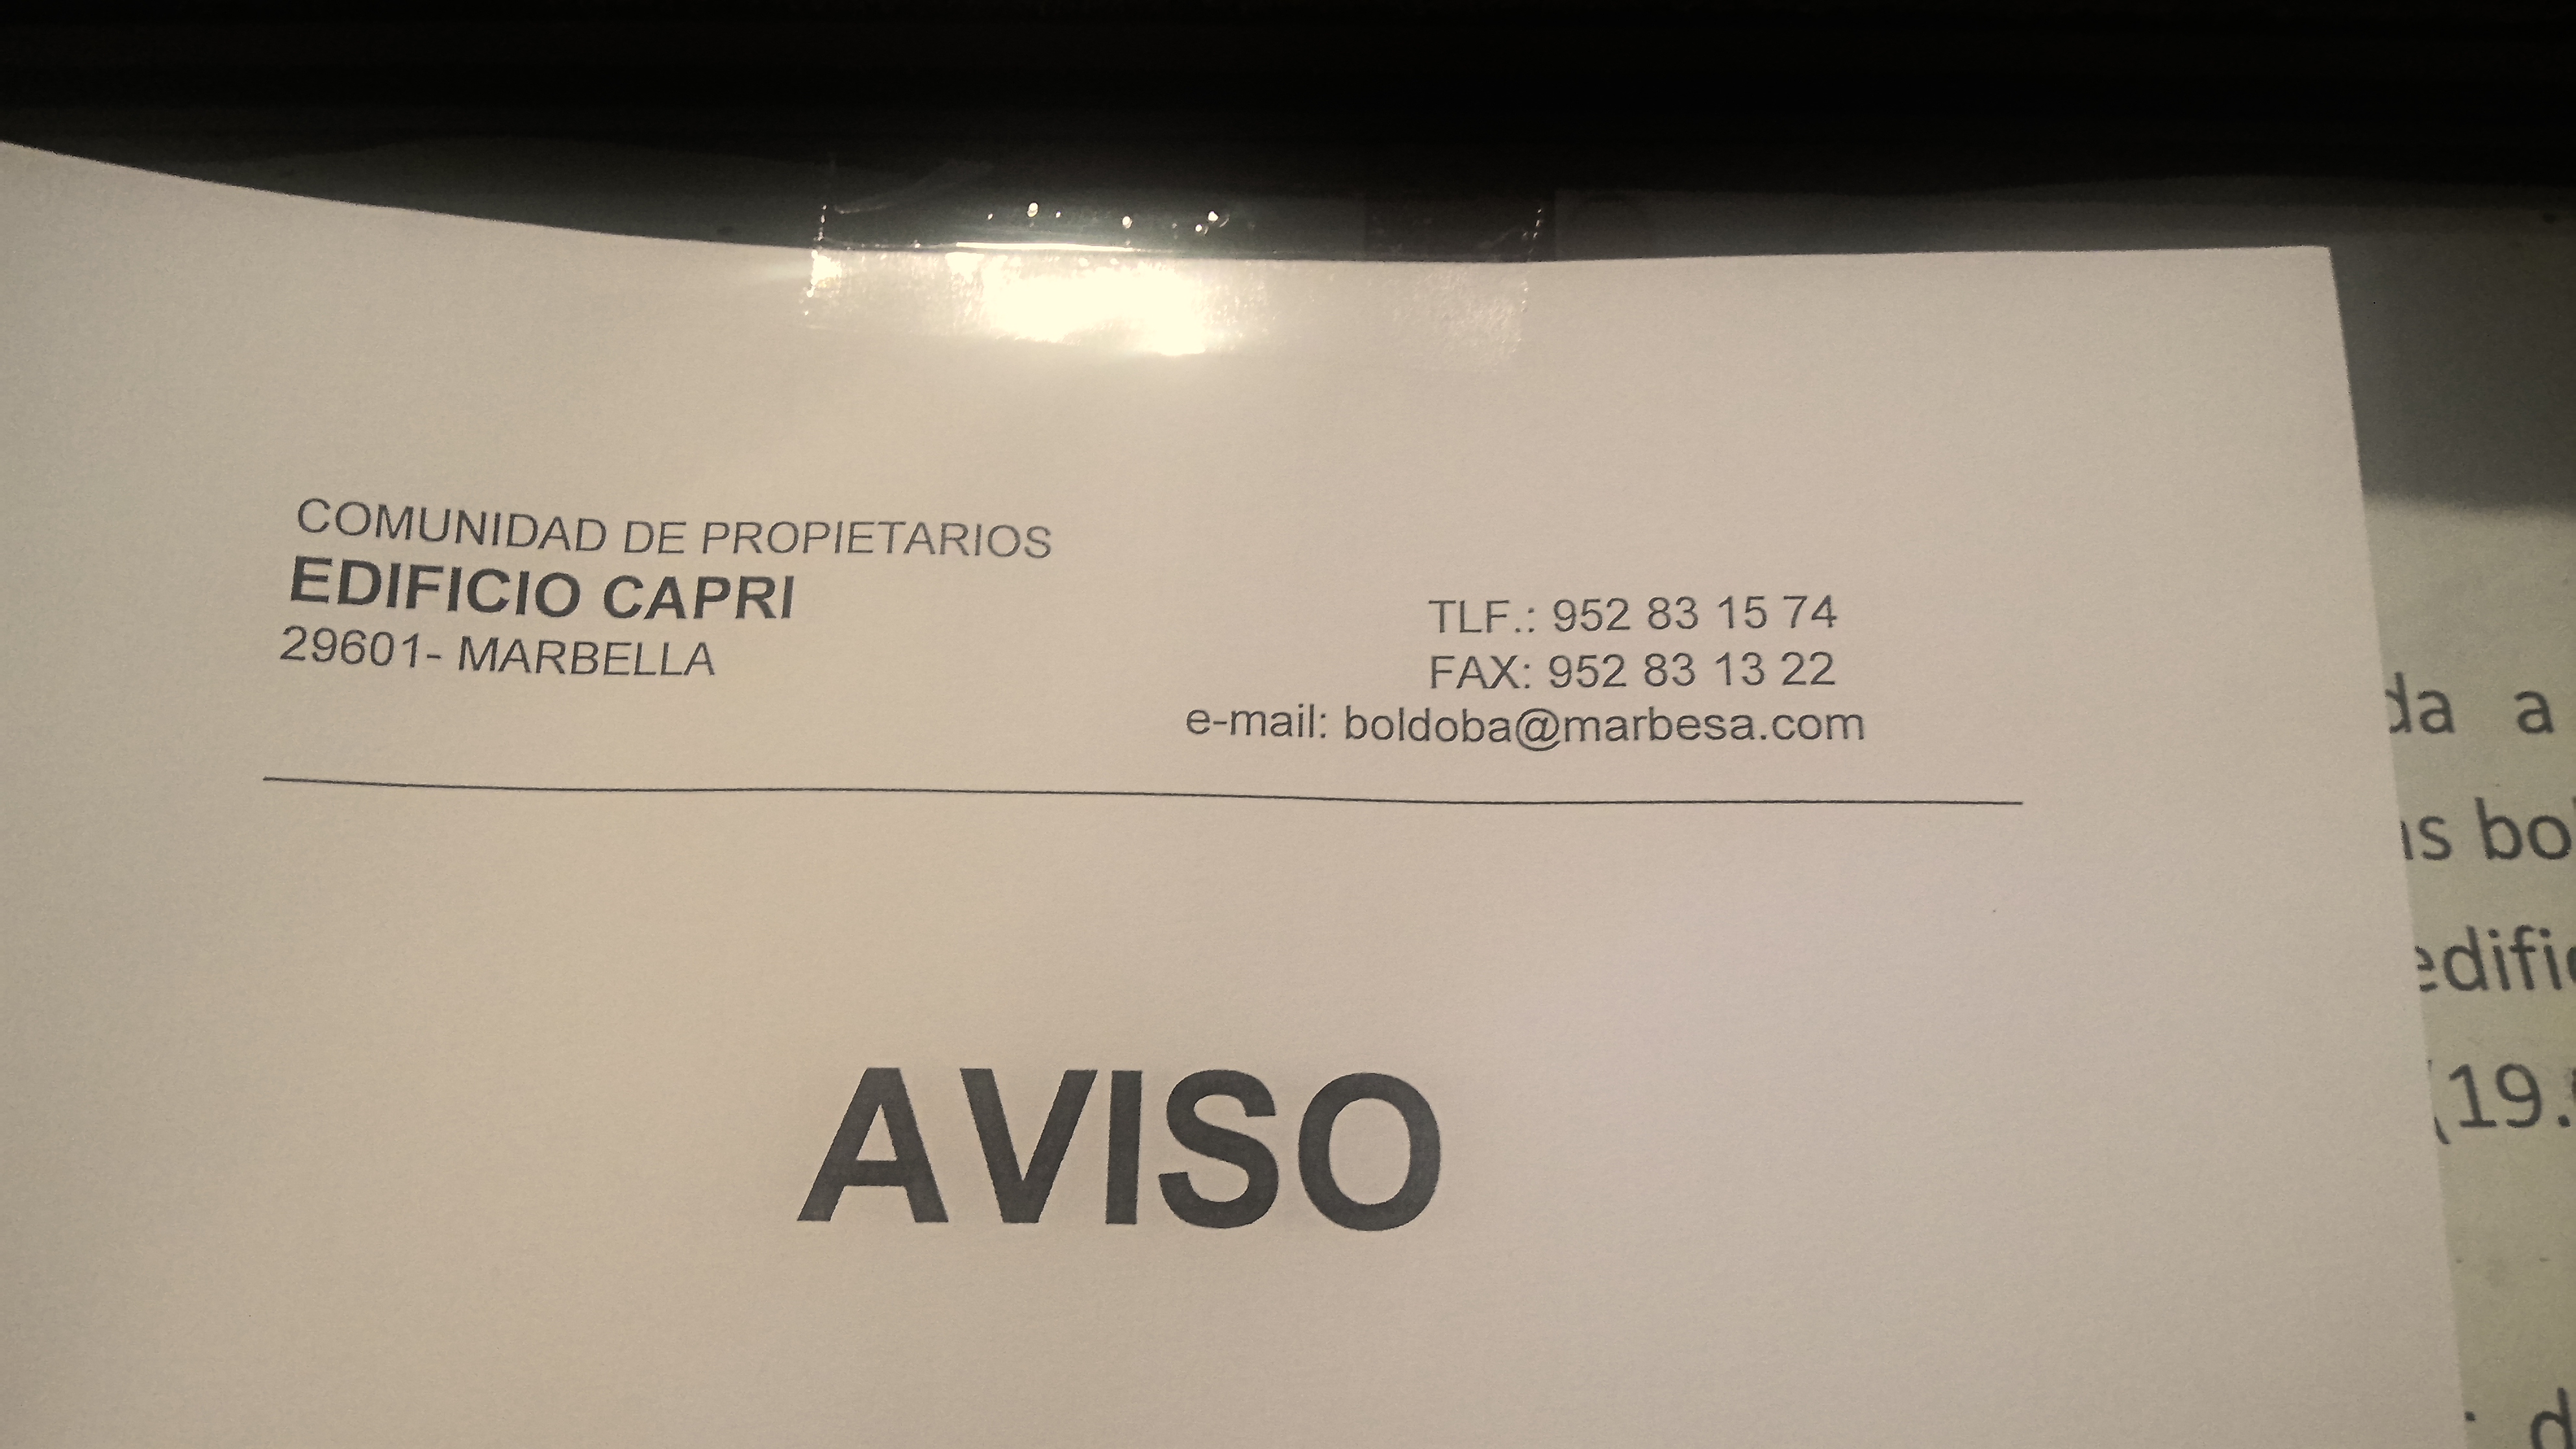 COMUNIDAD DE PROPIETARIOS
EDIFICIO CAPRI
29601- MARBELLA
TLF.: 952 83 15 74
FAX: 952 83 13 22
e-mail: boldoba@marbesa.com
AVISO
a